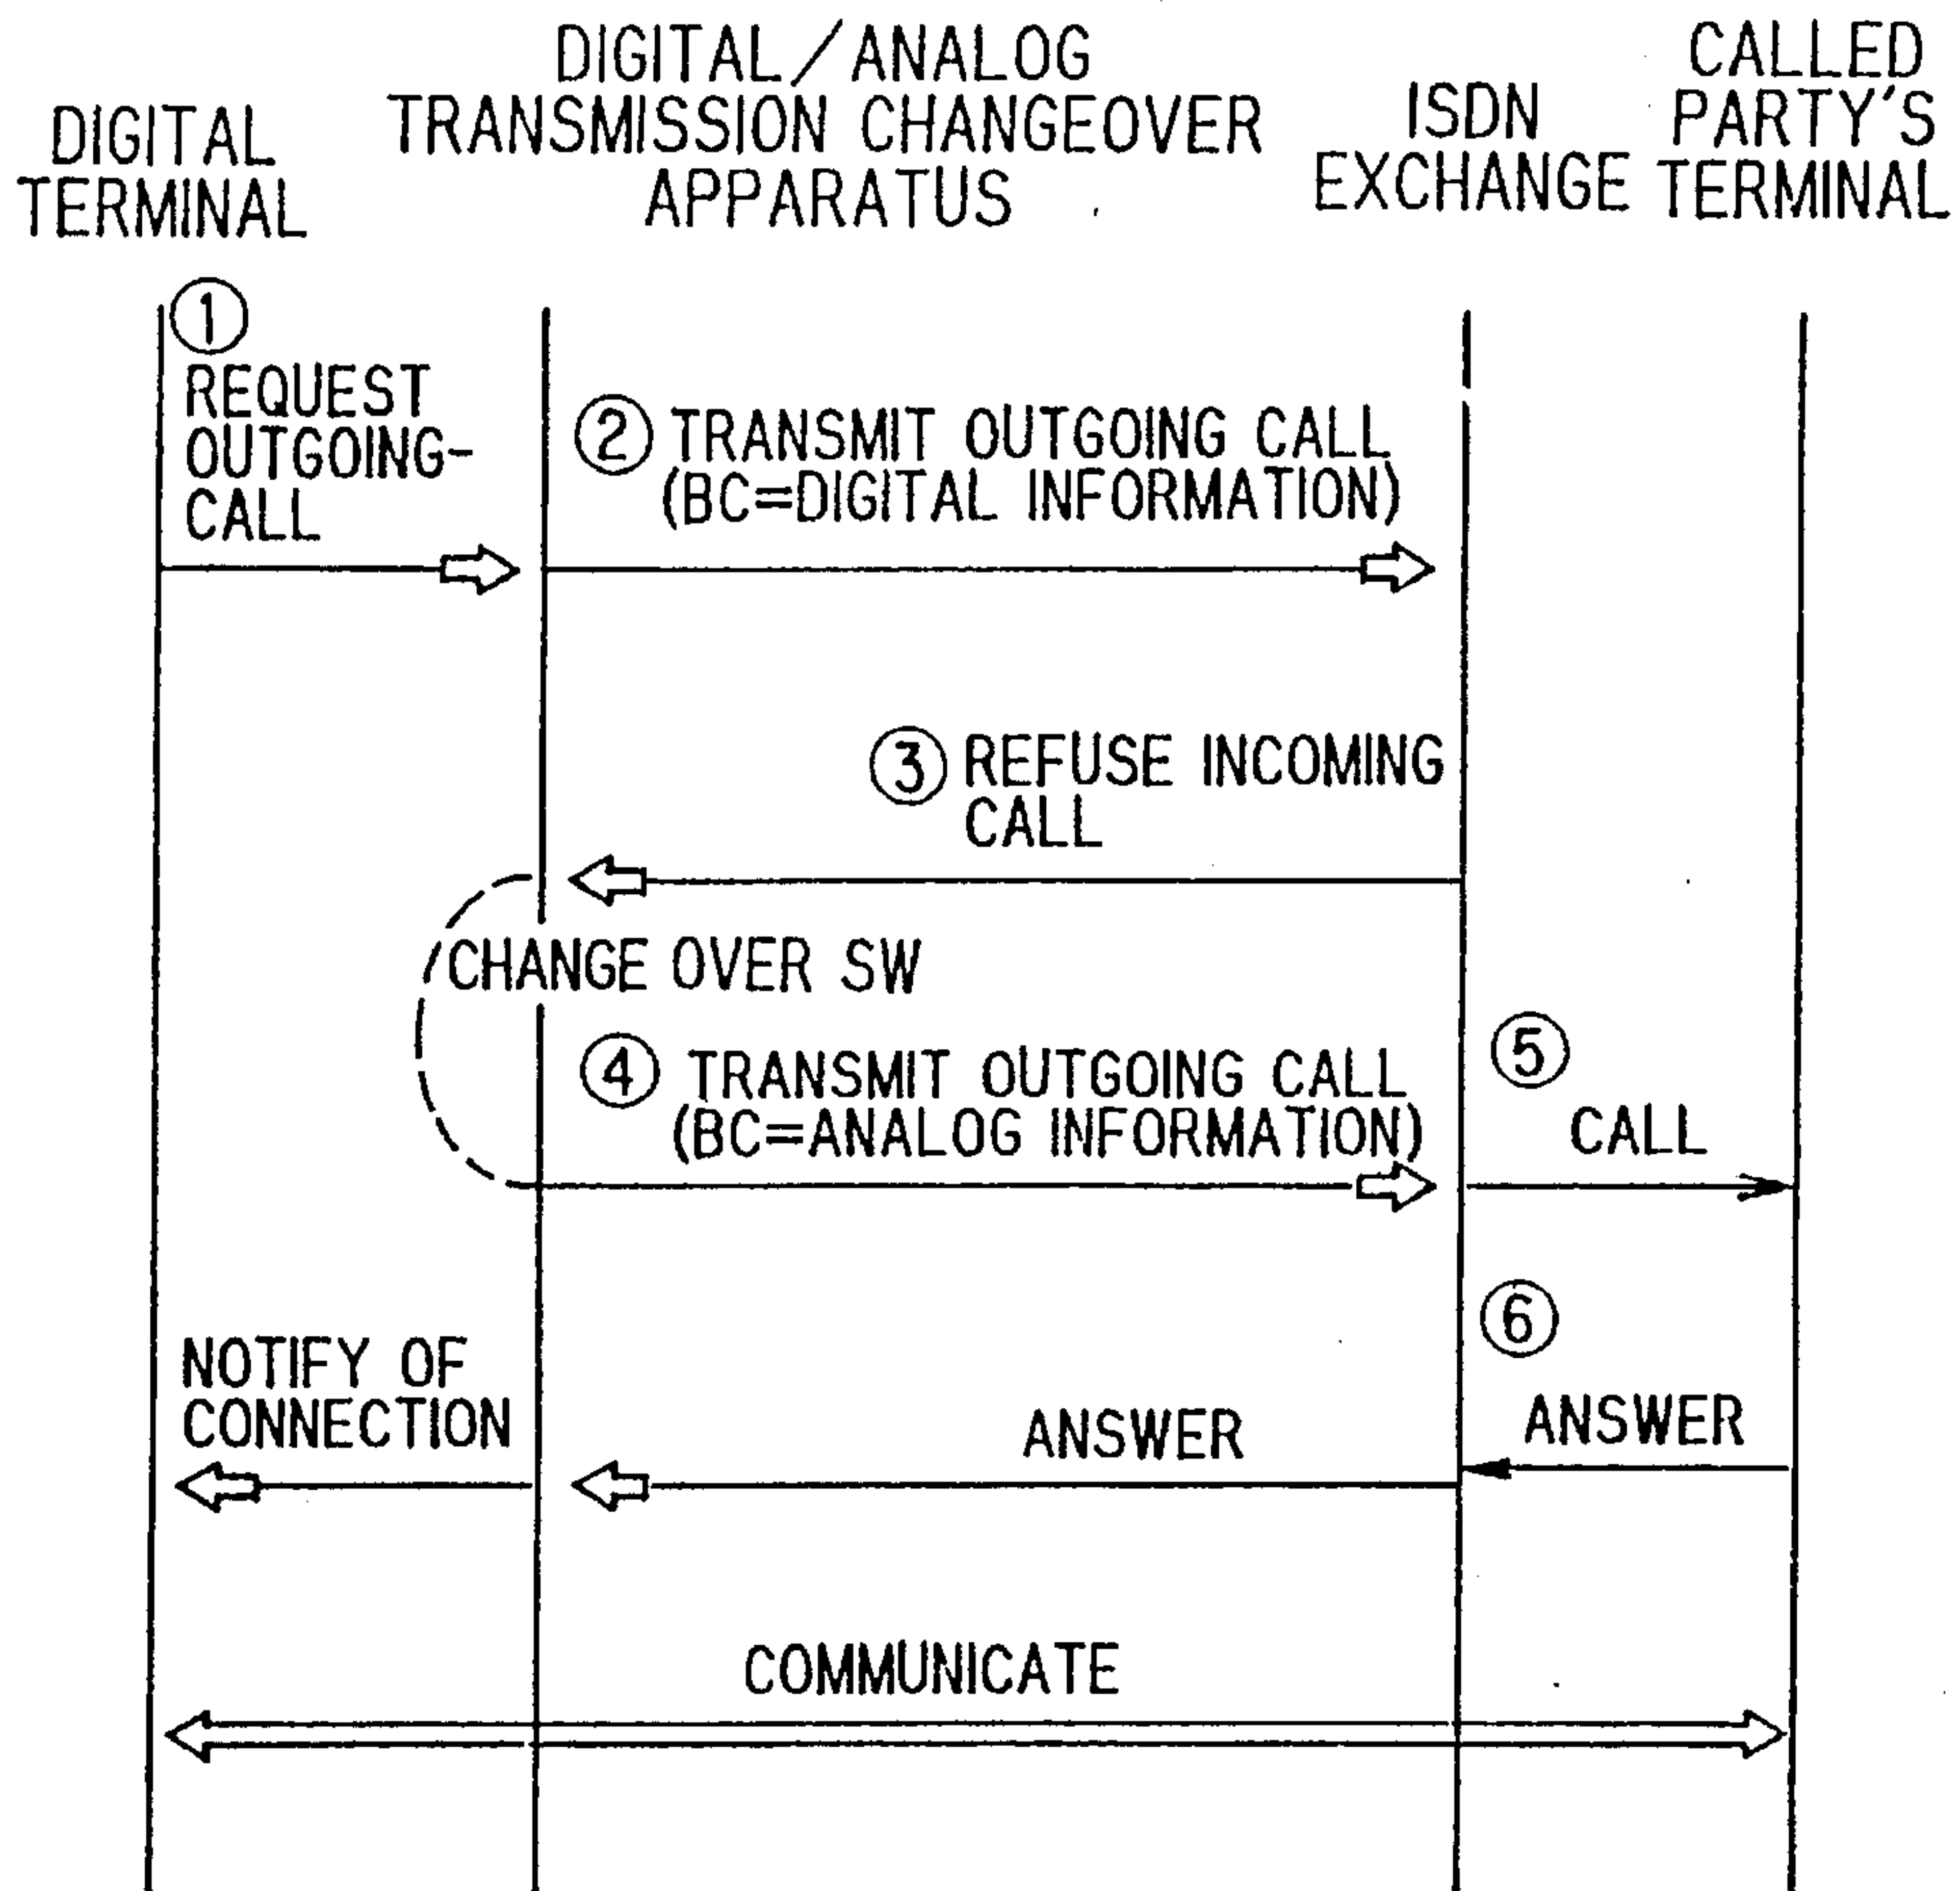 DIGITAL
TERMINAL
DIGITAL/ANALOG
TRANSMISSION CHANGEOVER
APPARATUS
ISDN
EXCHANGE
CALLED
PARTY'S
TERMINAL
①
REQUEST
OUTGOING-
CALL
② TRANSMIT OUTGOING CALL
(BC=DIGITAL INFORMATION)
③ REFUSE INCOMING
CALL
CHANGE OVER SW
④ TRANSMIT OUTGOING CALL
(BC=ANALOG INFORMATION)
⑤
CALL
⑥
NOTIFY OF
CONNECTION
ANSWER
ANSWER
COMMUNICATE